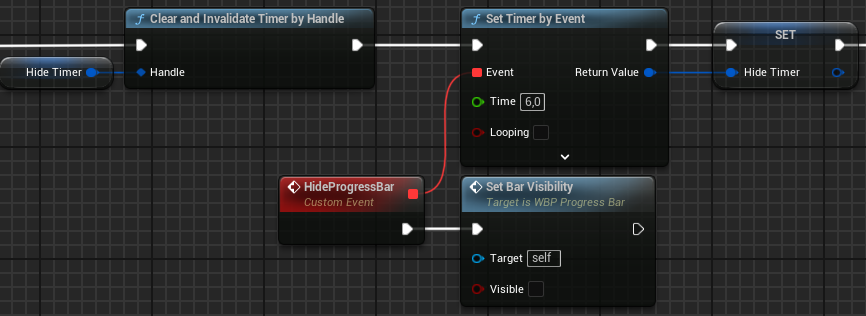 Clear and Invalidate Timer by Handle
Hide Timer
Handle
Set Timer by Event
Event
Return Value
Time 6,0
Looping
SET
Hide Timer
HideProgressBar
Custom Event
Set Bar Visibility
Target is WBP Progress Bar
Target self
Visible